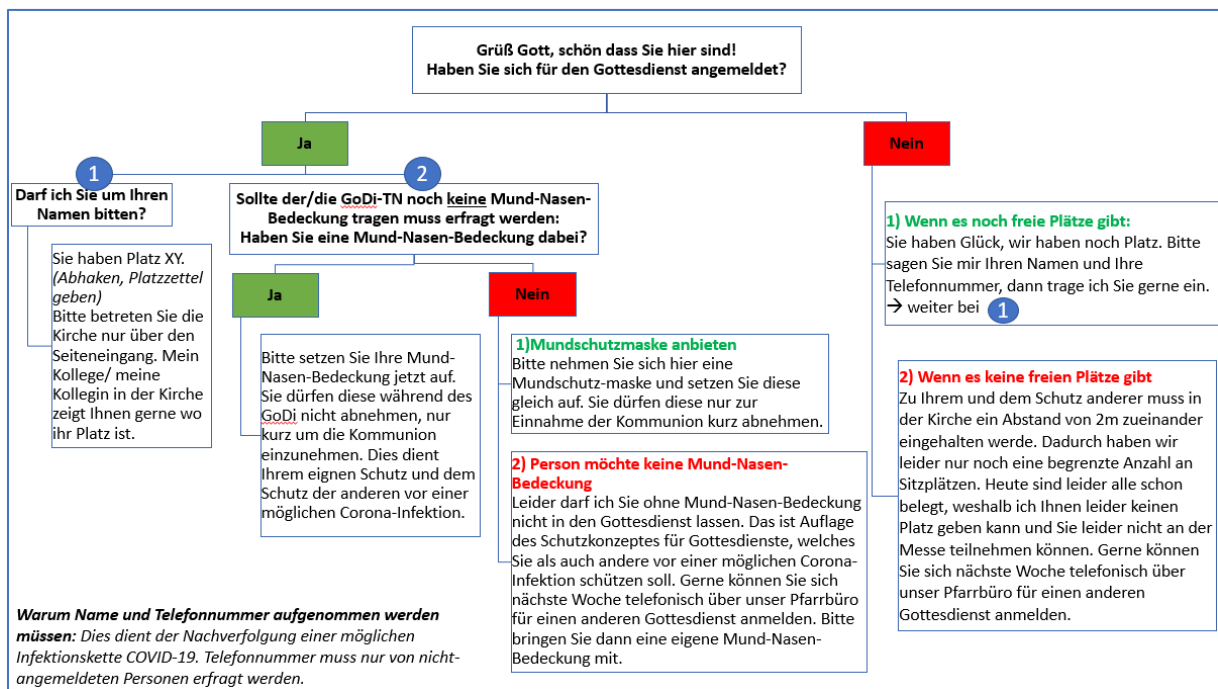 Grüß Gott, schön dass Sie hier sind!
Haben Sie sich für den Gottesdienst angemeldet?
Ja
Nein
1
2
Darf ich Sie um Ihren
Namen bitten?
Sie haben Platz XY.
(Abhaken, Platzzettel
geben)
Bitte betreten Sie die
Kirche nur über den
Seiteneingang. Mein
Kollege/ meine
Kollegin in der Kirche
zeigt Ihnen gerne wo
ihr Platz ist.
Sollte der/die GoDi-TN noch keine Mund-Nasen-
Bedeckung tragen muss erfragt werden:
Haben Sie eine Mund-Nasen-Bedeckung dabei?
Ja
Nein
Bitte setzen Sie Ihre Mund-
Nasen-Bedeckung jetzt auf.
Sie dürfen diese während des
GoDi nicht abnehmen, nur
kurz um die Kommunion
einzunehmen. Dies dient
Ihrem eignen Schutz und dem
Schutz der anderen vor einer
möglichen Corona-Infektion.
1)Mundschutzmaske anbieten
Bitte nehmen Sie sich hier eine
Mundschutz-maske und setzen Sie diese
gleich auf. Sie dürfen diese nur zur
Einnahme der Kommunion kurz abnehmen.
2) Person möchte keine Mund-Nasen-
Bedeckung
Leider darf ich Sie ohne Mund-Nasen-Bedeckung
nicht in den Gottesdienst lassen. Das ist Auflage
des Schutzkonzeptes für Gottesdienste, welches
Sie als auch andere vor einer möglichen Corona-
Infektion schützen soll. Gerne können Sie sich
nächste Woche telefonisch über unser Pfarrbüro
für einen anderen Gottesdienst anmelden. Bitte
bringen Sie dann eine eigene Mund-Nasen-
Bedeckung mit.
1) Wenn es noch freie Plätze gibt:
Sie haben Glück, wir haben noch Platz. Bitte
sagen Sie mir Ihren Namen und Ihre
Telefonnummer, dann trage ich Sie gerne ein.
→ weiter bei 1
2) Wenn es keine freien Plätze gibt
Zu Ihrem und dem Schutz anderer muss in
der Kirche ein Abstand von 2m zueinander
eingehalten werde. Dadurch haben wir
leider nur noch eine begrenzte Anzahl an
Sitzplätzen. Heute sind leider alle schon
belegt, weshalb ich Ihnen leider keinen
Platz geben kann und Sie leider nicht an der
Messe teilnehmen können. Gerne können
Sie sich nächste Woche telefonisch über
unser Pfarrbüro für einen anderen
Gottesdienst anmelden.
Warum Name und Telefonnummer aufgenommen werden
müssen: Dies dient der Nachverfolgung einer möglichen
Infektionskette COVID-19. Telefonnummer muss nur von nicht-
angemeldeten Personen erfragt werden.